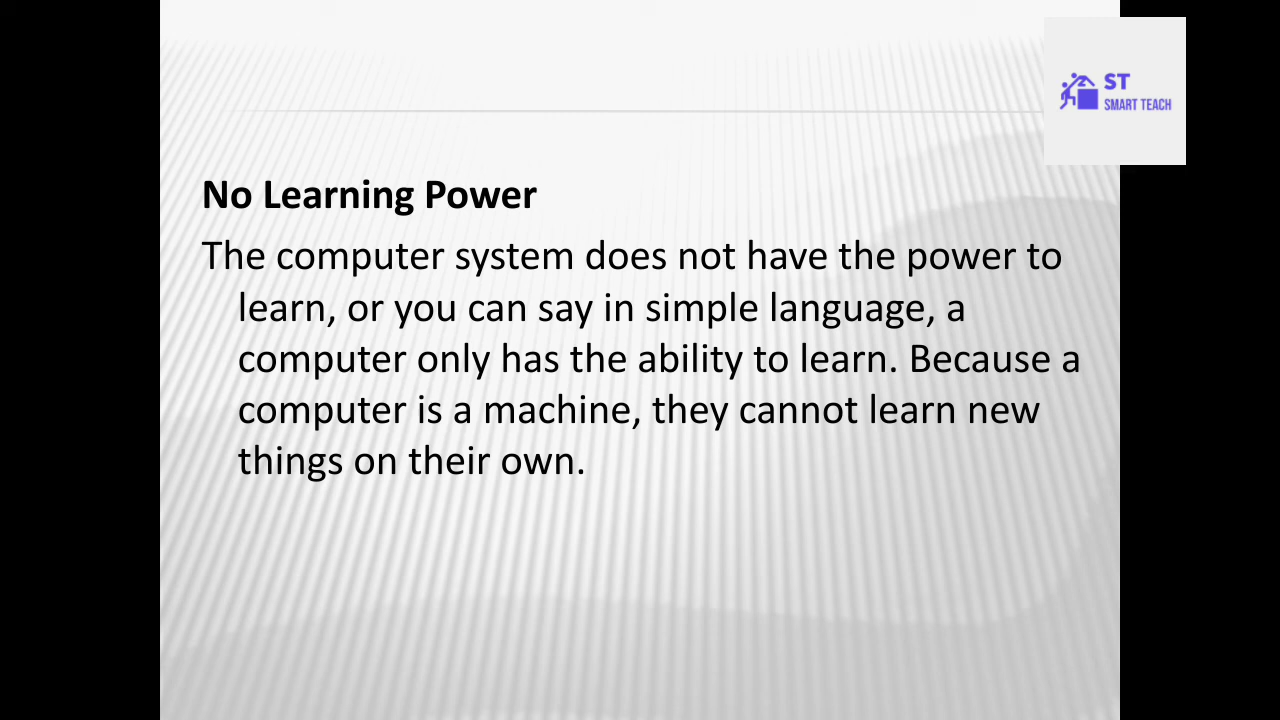 ST
SMART TEACH
No Learning Power
The computer system does not have the power to
learn, or you can say in simple language, a
computer only has the ability to learn. Because a
computer is a machine, they cannot learn new
things on their own.